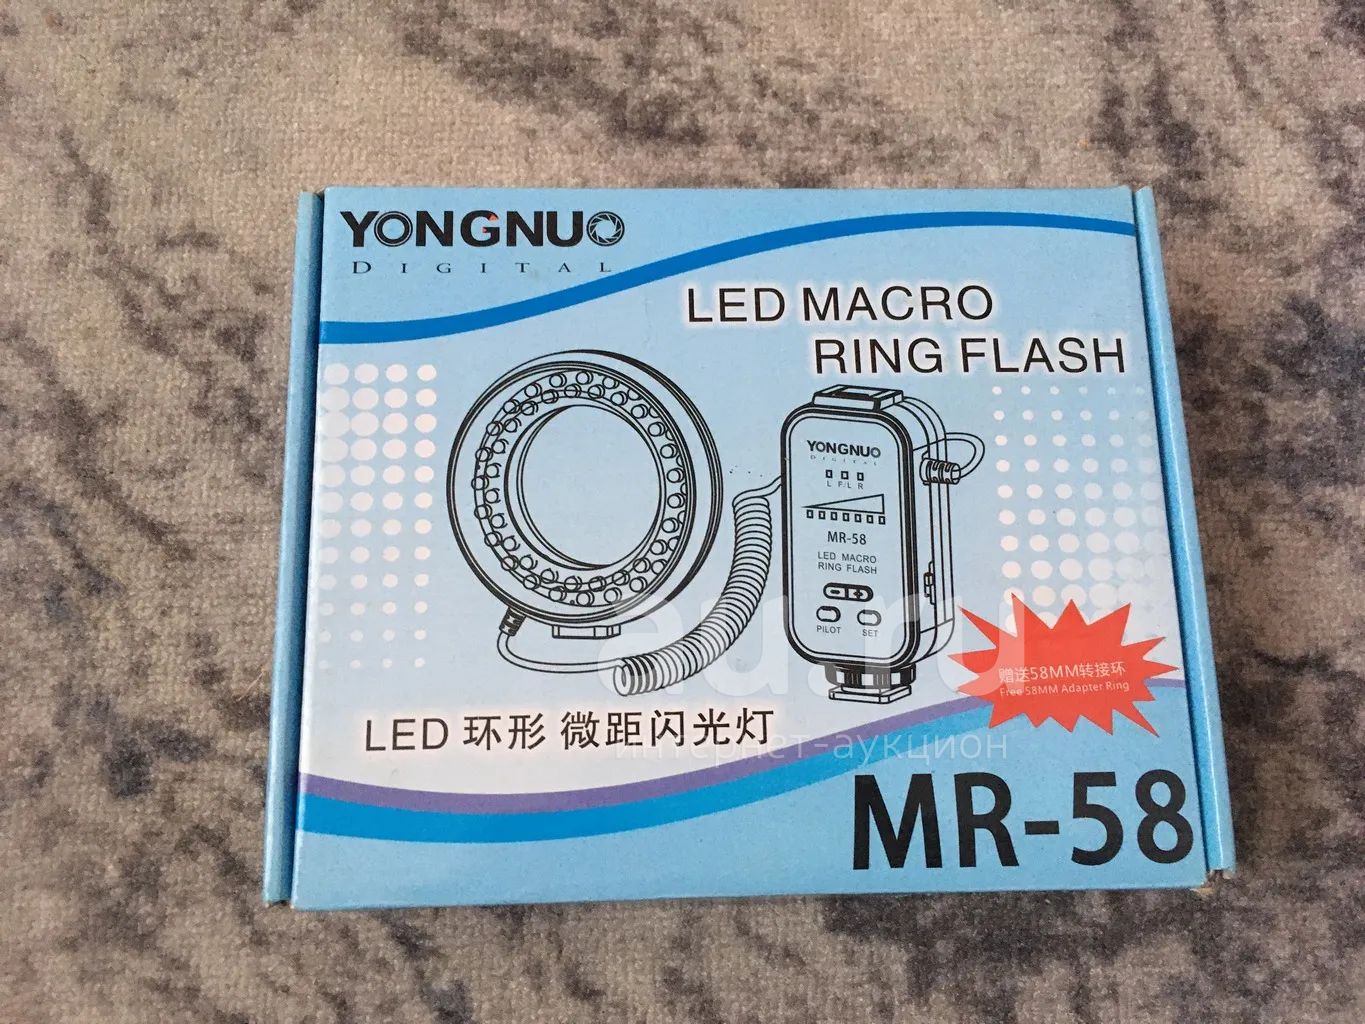 YONGNUO
DIGITAL
LED MACRO
RING FLASH
YONGNUO
DIGITAL
L F/L R
MR-58
LED MACRO
RING FLASH
PILOT SET
赠送58MM转接环
Free 58MM Adapter Ring
au.ru
интернет-аукцион
LED 环形 微距闪光灯
MR-58